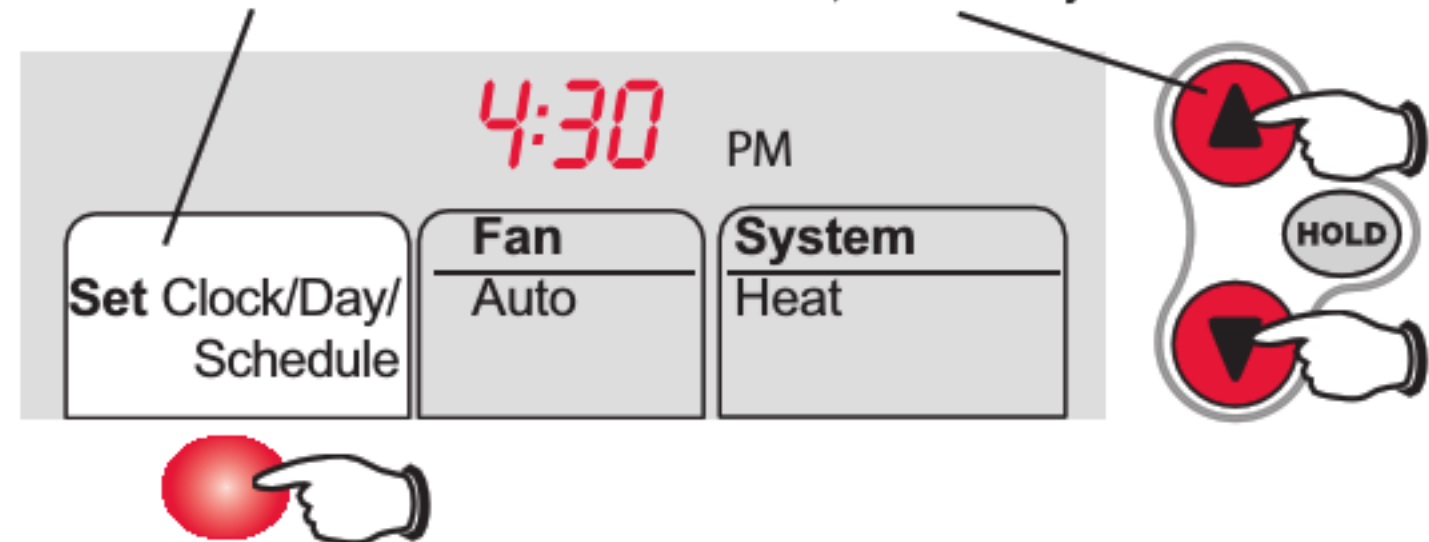 4:30 PM
Fan
System
HOLD
Set Clock/Day/
Schedule
Auto
Heat